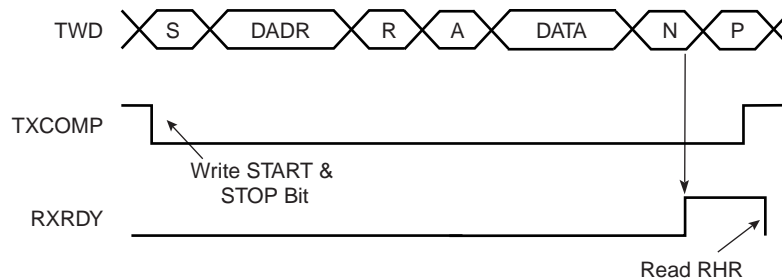 TWD S DADR R A DATA N P
TXCOMP
Write START &
STOP Bit
RXRDY
Read RHR